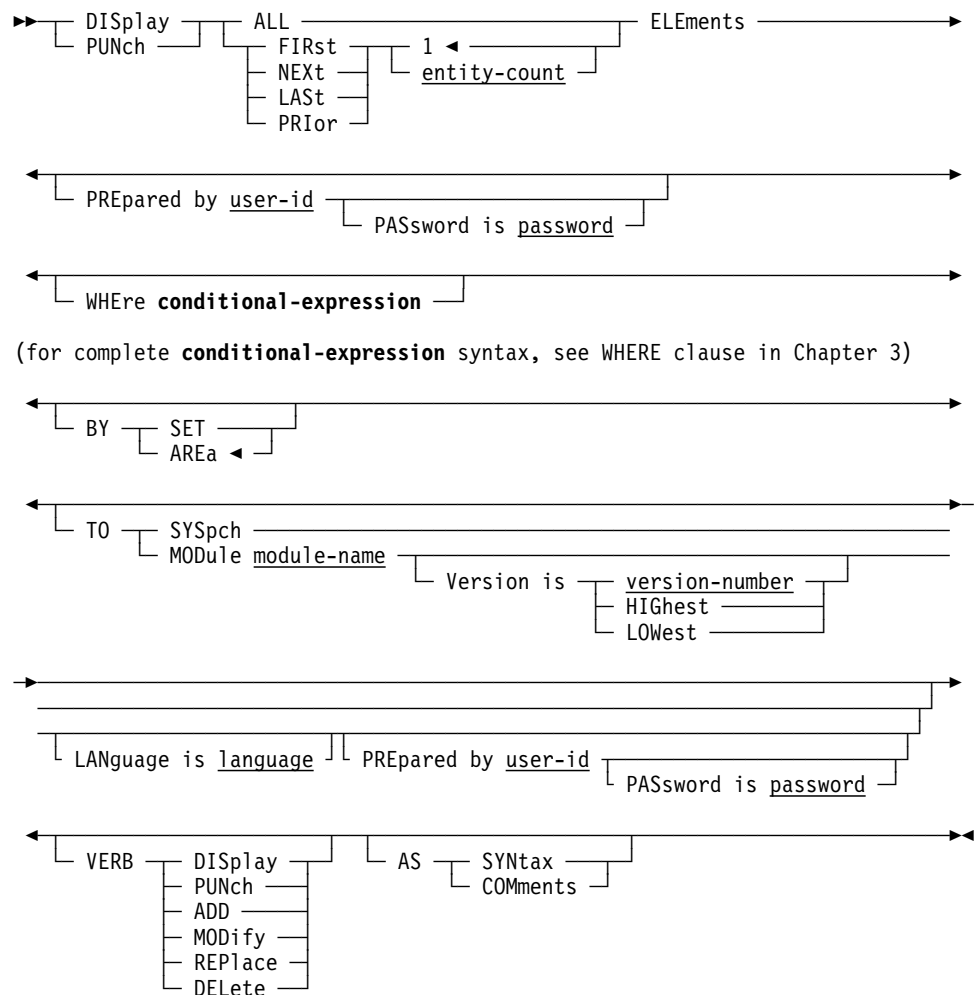 DISplay ALL ELEments
PUNch FIRst 1
NEXt entity-count
LASt
PRIor
PREpared by user-id
PASsword is password
WHEre conditional-expression
(for complete conditional-expression syntax, see WHERE clause in Chapter 3)
BY SET
AREa
TO SYSpch
MODule module-name
Version is version-number
HIGhest
LOWest
LANguage is language PREpared by user-id
PASsword is password
VERB DISplay AS SYNtax
PUNch COMments
ADD
MODify
REPlace
DELete